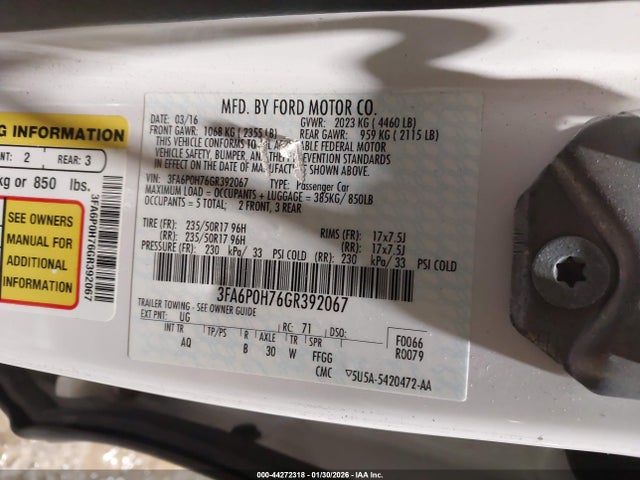 G INFORMATION
NT: 2 REAR: 3
kg or 850 lbs.
SEE OWNERS
MANUAL FOR
ADDITIONAL
INFORMATION
3FA6P0H76GR392067
MFD. BY FORD MOTOR CO.
DATE: 03/16 GVWR: 2023 KG ( 4460 LB)
FRONT GAWR: 1068 KG ( 2355 LB) REAR GAWR: 959 KG ( 2115 LB)
THIS VEHICLE CONFORMS TO ALL ABLE FEDERAL MOTOR
VEHICLE SAFETY, BUMPER, AND THE VENTION STANDARDS
IN EFFECT ON THE DATE OF MANUFACT SHOWN ABOVE.
VIN: 3FA6P0H76GR392067 TYPE: Passenger Car
MAXIMUM LOAD = OCCUPANTS + LUGGAGE = 385KG/ 850LB
OCCUPANTS = 5 TOTAL; 2 FRONT, 3 REAR
TIRE (FR): 235/50R17 96H RIMS (FR): 17x7.5J
(RR): 235/50R17 96H (RR): 17x7.5J
PRESSURE (FR): 230 kPa/ 33 PSI COLD (RR): 230 kPa/ 33 PSI COLD
3FA6P0H76GR392067
TRAILER TOWING - SEE OWNER GUIDE
EXT PNT: UG RC: 71 DSO: F0066
INT TR TP/PS R AXLE TR SPR R0079
AQ B 30 W FFGG
CMC ▽5U5A-5420472-AA
000-44272318 - 01/30/2026 - IAA Inc.